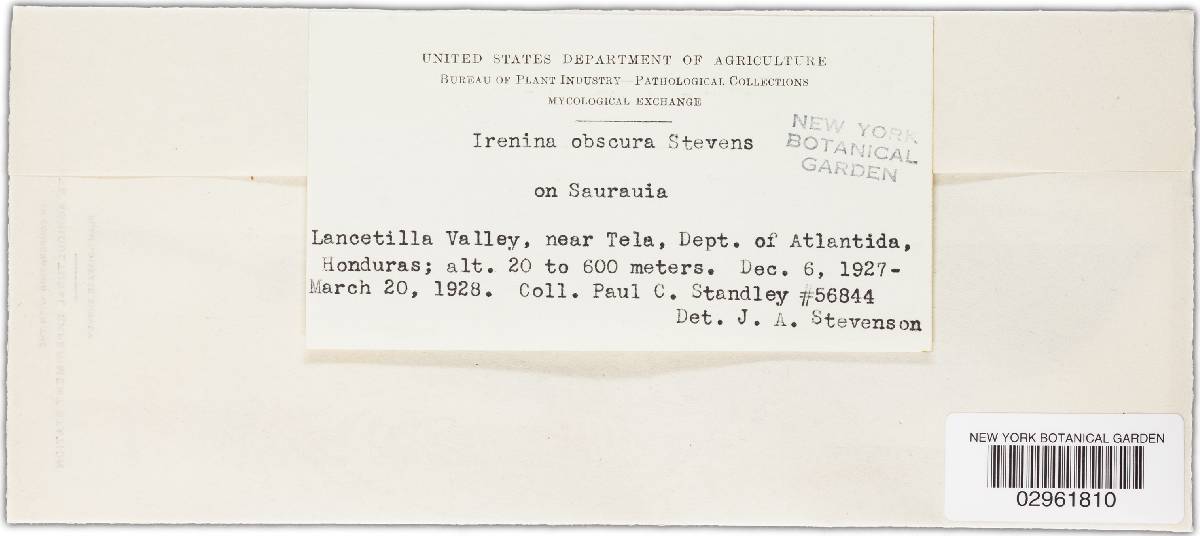 UNITED STATES DEPARTMENT OF AGRICULTURE
BUREAU OF PLANT INDUSTRY—PATHOLOGICAL COLLECTIONS
MYCOLOGICAL EXCHANGE
Irenina obscura Stevens
NEW YORK
BOTANICAL
GARDEN
on Saurauia
Lancetilla Valley, near Tela, Dept. of Atlantida,
Honduras; alt. 20 to 600 meters. Dec. 6, 1927-
March 20, 1928. Coll. Paul C. Standley #56844
Det. J. A. Stevenson
NEW YORK BOTANICAL GARDEN
02961810